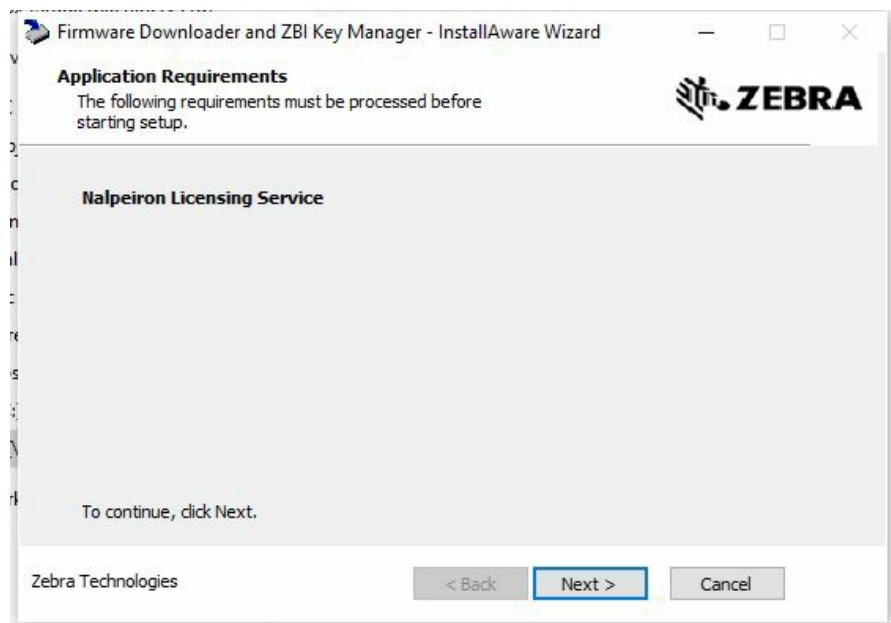 Firmware Downloader and ZBI Key Manager - InstallAware Wizard
Application Requirements
The following requirements must be processed before
starting setup.
ZEBRA
Nalpeiron Licensing Service
To continue, click Next.
Zebra Technologies
< Back
Next >
Cancel